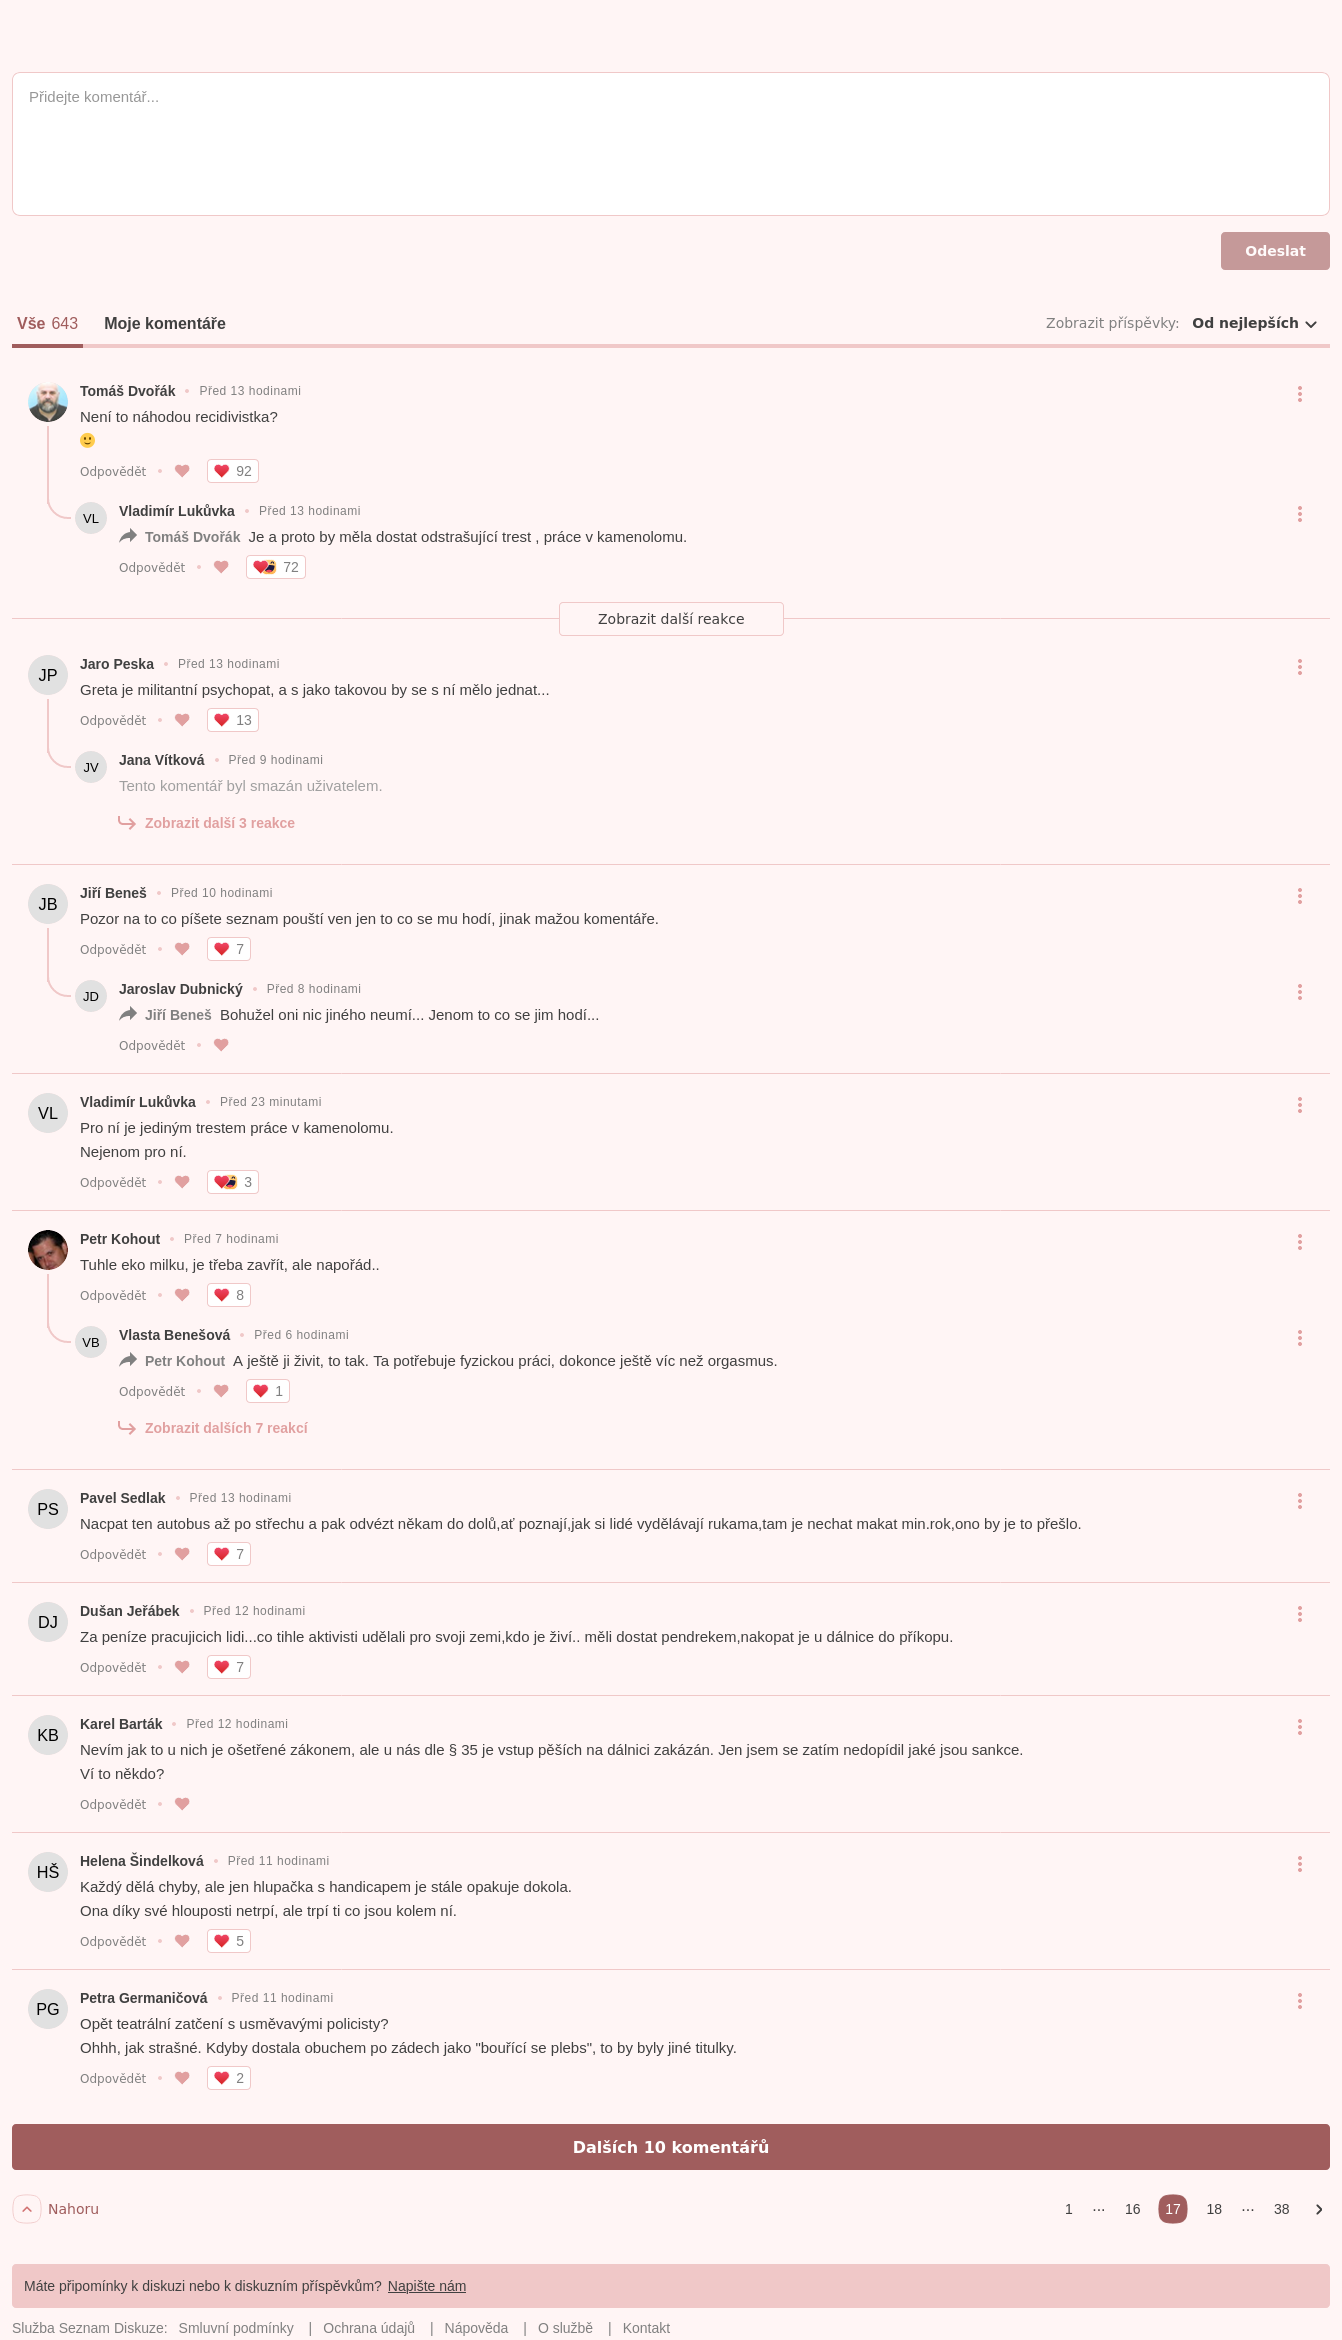 Přidejte komentář...
Odeslat
Vše 643 Moje komentáře Zobrazit příspěvky: Od nejlepších
Tomáš Dvořák • Před 13 hodinami
Není to náhodou recidivistka?
🙂
Odpovědět • 92
VL Vladimír Lukůvka • Před 13 hodinami
Tomáš Dvořák Je a proto by měla dostat odstrašující trest , práce v kamenolomu.
Odpovědět • 72
Zobrazit další reakce
JP Jaro Peska • Před 13 hodinami
Greta je militantní psychopat, a s jako takovou by se s ní mělo jednat...
Odpovědět • 13
JV Jana Vítková • Před 9 hodinami
Tento komentář byl smazán uživatelem.
Zobrazit další 3 reakce
JB Jiří Beneš • Před 10 hodinami
Pozor na to co píšete seznam pouští ven jen to co se mu hodí, jinak mažou komentáře.
Odpovědět • 7
JD Jaroslav Dubnický • Před 8 hodinami
Jiří Beneš Bohužel oni nic jiného neumí... Jenom to co se jim hodí...
Odpovědět •
VL Vladimír Lukůvka • Před 23 minutami
Pro ní je jediným trestem práce v kamenolomu.
Nejenom pro ní.
Odpovědět • 3
Petr Kohout • Před 7 hodinami
Tuhle eko milku, je třeba zavřít, ale napořád..
Odpovědět • 8
VB Vlasta Benešová • Před 6 hodinami
Petr Kohout A ještě ji živit, to tak. Ta potřebuje fyzickou práci, dokonce ještě víc než orgasmus.
Odpovědět • 1
Zobrazit dalších 7 reakcí
PS Pavel Sedlak • Před 13 hodinami
Nacpat ten autobus až po střechu a pak odvézt někam do dolů,ať poznají,jak si lidé vydělávají rukama,tam je nechat makat min.rok,ono by je to přešlo.
Odpovědět • 7
DJ Dušan Jeřábek • Před 12 hodinami
Za peníze pracujicich lidi...co tihle aktivisti udělali pro svoji zemi,kdo je živí.. měli dostat pendrekem,nakopat je u dálnice do příkopu.
Odpovědět • 7
KB Karel Barták • Před 12 hodinami
Nevím jak to u nich je ošetřené zákonem, ale u nás dle § 35 je vstup pěších na dálnici zakázán. Jen jsem se zatím nedopídil jaké jsou sankce.
Ví to někdo?
Odpovědět •
HŠ Helena Šindelková • Před 11 hodinami
Každý dělá chyby, ale jen hlupačka s handicapem je stále opakuje dokola.
Ona díky své hlouposti netrpí, ale trpí ti co jsou kolem ní.
Odpovědět • 5
PG Petra Germaničová • Před 11 hodinami
Opět teatrální zatčení s usměvavými policisty?
Ohhh, jak strašné. Kdyby dostala obuchem po zádech jako "bouřící se plebs", to by byly jiné titulky.
Odpovědět • 2
Dalších 10 komentářů
Nahoru 1 ... 16 17 18 ... 38
Máte připomínky k diskuzi nebo k diskuzním příspěvkům? Napište nám
Služba Seznam Diskuze: Smluvní podmínky | Ochrana údajů | Nápověda | O službě | Kontakt